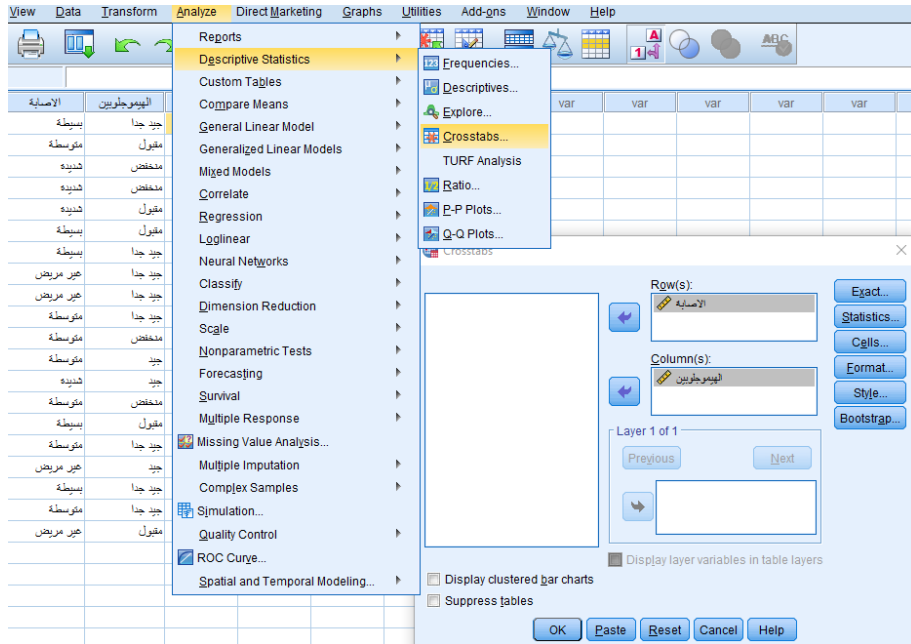 View Data Transform Analyze Direct Marketing Graphs Utilities Add-ons Window Help
Reports
Descriptive Statistics
Custom Tables
Compare Means
General Linear Model
Generalized Linear Models
Mixed Models
Correlate
Regression
Loglinear
Neural Networks
Classify
Dimension Reduction
Scale
Nonparametric Tests
Forecasting
Survival
Multiple Response
Missing Value Analysis...
Multiple Imputation
Complex Samples
Simulation...
Quality Control
ROC Curve...
Spatial and Temporal Modeling...
Frequencies...
Descriptives...
Explore...
Crosstabs...
TURF Analysis
Ratio...
P-P Plots...
Q-Q Plots...
A
1
ABC
الاصابة الهيموجلوبين var var var var var
بسيطة جيد جدا
متوسطة مقبول
شديده منخفض
شديده منخفض
شديده مقبول
بسيطة مقبول
بسيطة جيد جدا
غير مريض جيد جدا
غير مريض جيد جدا
متوسطة جيد جدا
متوسطة منخفض
متوسطة جيد
شديده جيد
متوسطة منخفض
بسيطة مقبول
متوسطة جيد جدا
غير مريض جيد
بسيطة جيد جدا
متوسطة جيد جدا
غير مريض مقبول
Crosstabs
Row(s):
الاصابة
Column(s):
الهيموجلوبين
Layer 1 of 1
Previous Next
Display layer variables in table layers
Exact...
Statistics...
Cells...
Format...
Style...
Bootstrap...
Display clustered bar charts
Suppress tables
OK Paste Reset Cancel Help